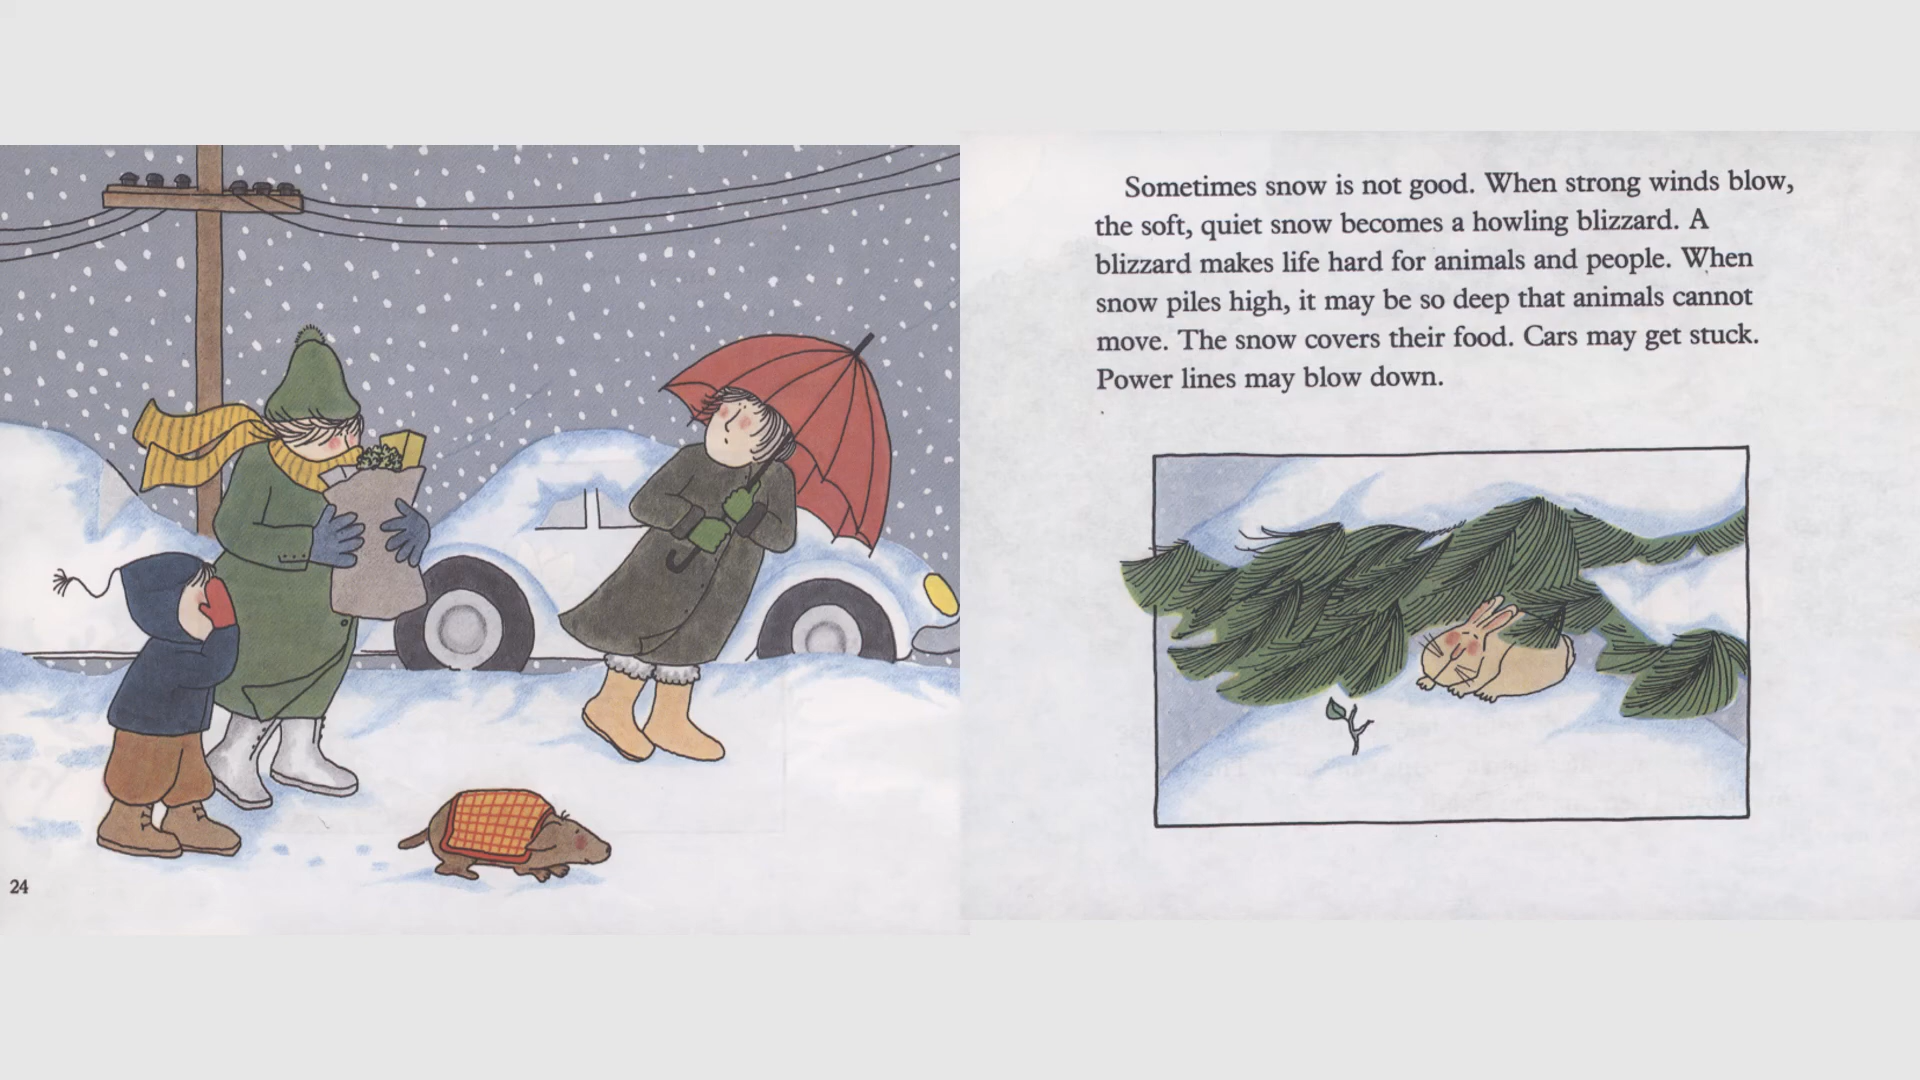 24
Sometimes snow is not good. When strong winds blow,
the soft, quiet snow becomes a howling blizzard. A
blizzard makes life hard for animals and people. When
snow piles high, it may be so deep that animals cannot
move. The snow covers their food. Cars may get stuck.
Power lines may blow down.